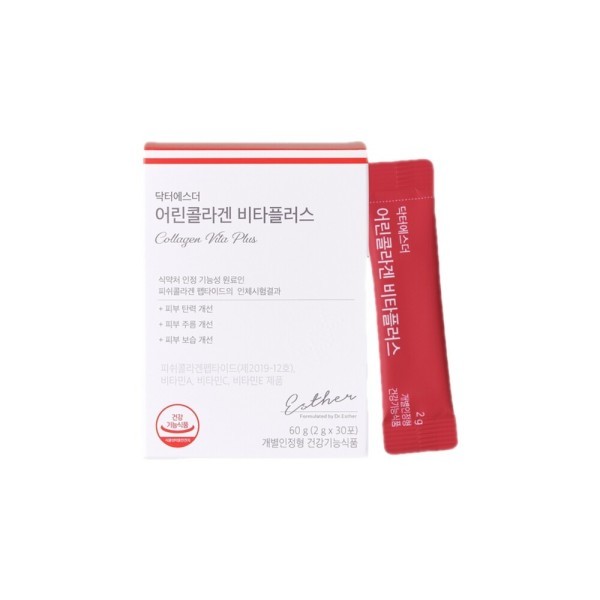 닥터에스더
어린콜라겐 비타플러스
Collagen Vita Plus
식약처 인정 기능성 원료인
피쉬콜라겐 펩타이드의 인체시험결과
+ 피부 탄력 개선
+ 피부 주름 개선
+ 피부 보습 개선
피쉬콜라겐펩타이드(제2019-12호),
비타민A, 비타민C, 비타민E 제품
건강
기능식품
Esther
Formulated by Dr. Esther
60 g (2 g x 30포)
개별인정형 건강기능식품
닥터에스더
어린콜라겐 비타플러스
개별인정형
건강기능식품
2 g